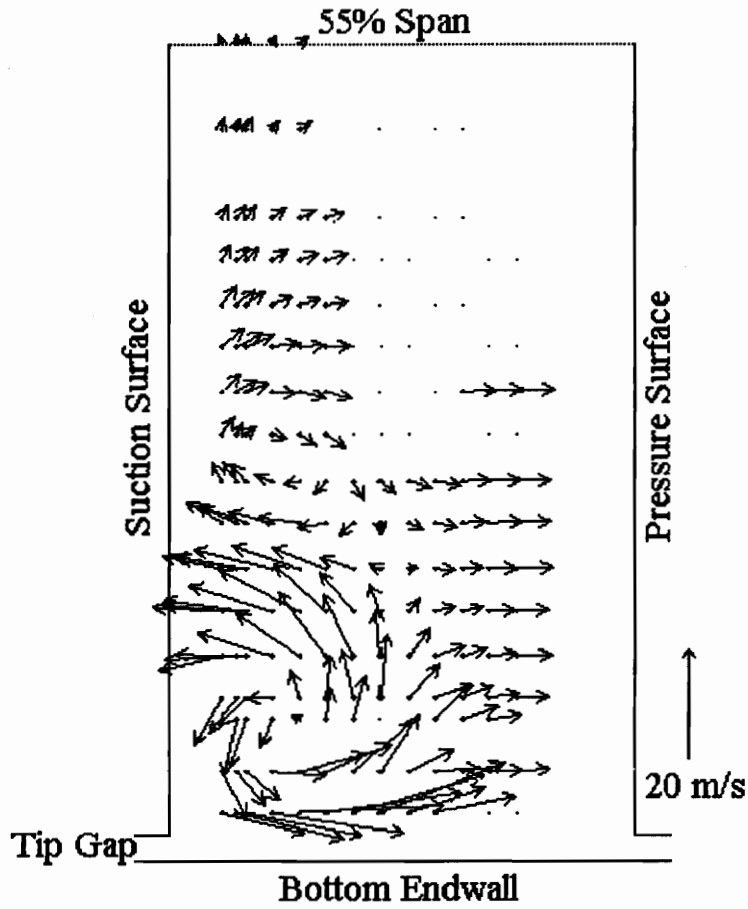 55% Span
Suction Surface
Pressure Surface
20 m/s
Tip Gap
Bottom Endwall